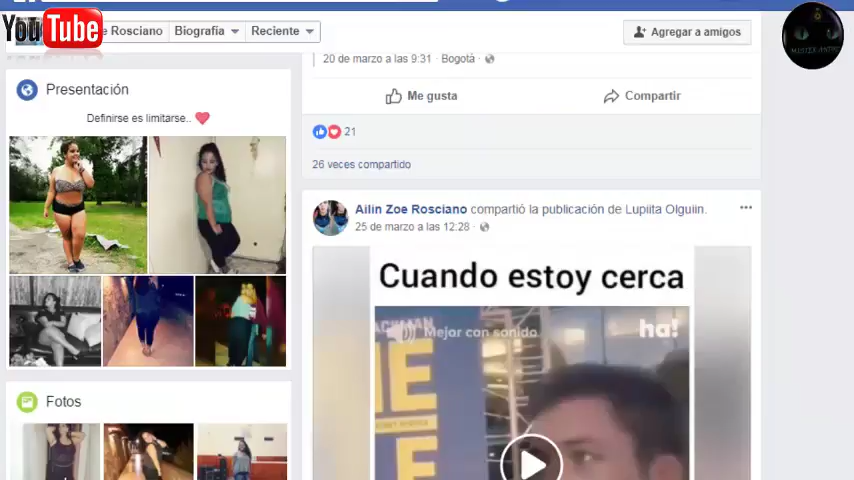 YouTube
e Rosciano
Biografía
Reciente
Agregar a amigos
Presentación
Definirse es limitarse..
Fotos
20 de marzo a las 9:31 · Bogotá ·
Me gusta
Compartir
21
26 veces compartido
Ailin Zoe Rosciano compartió la publicación de Lupiita Olguiin.
25 de marzo a las 12:28 ·
Cuando estoy cerca
Mejor con sonido
ha!